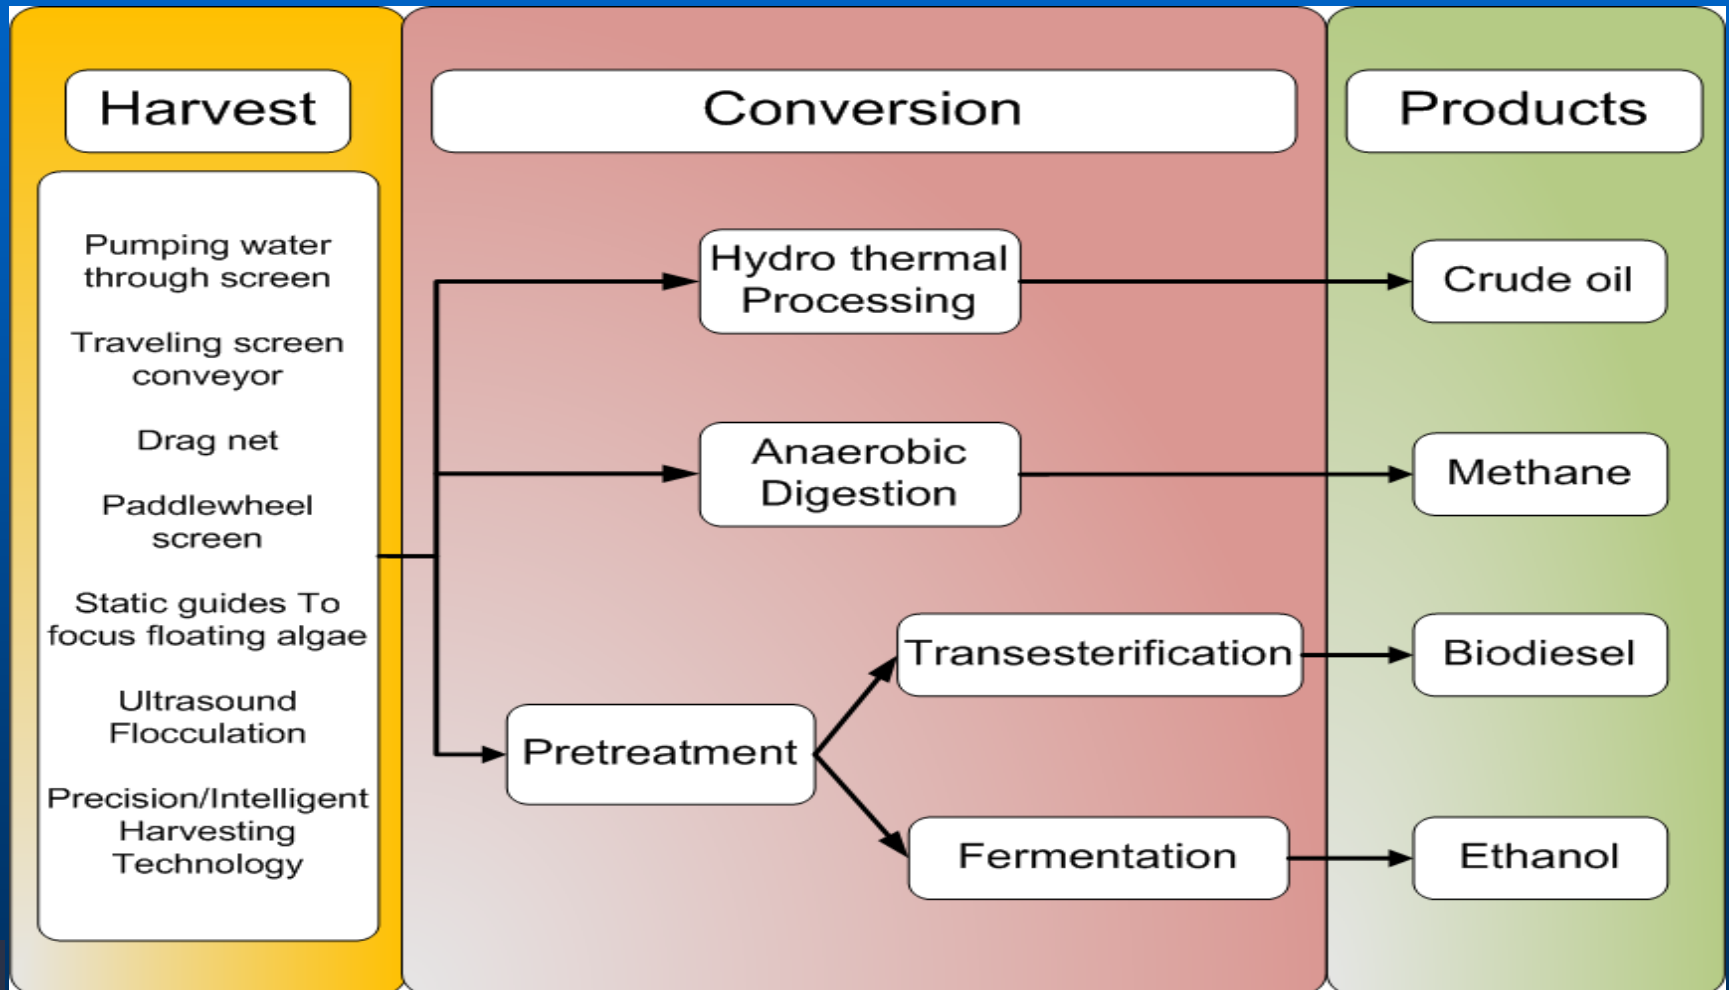 Harvest
Pumping water
through screen
Traveling screen
conveyor
Drag net
Paddlewheel
screen
Static guides To
focus floating algae
Ultrasound
Flocculation
Precision/Intelligent
Harvesting
Technology
Conversion
Hydro thermal
Processing
Anaerobic
Digestion
Pretreatment
Transesterification
Fermentation
Products
Crude oil
Methane
Biodiesel
Ethanol